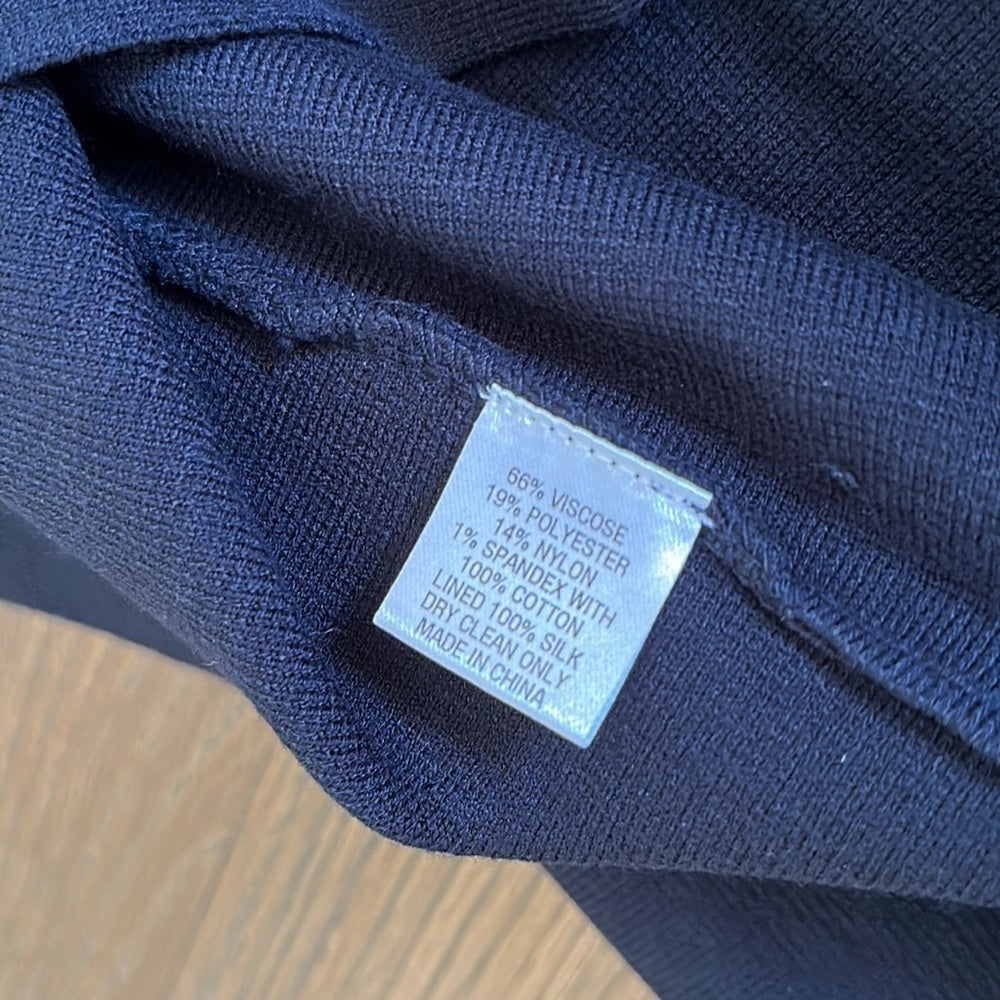 66% VISCOSE
19% POLYESTER
14% NYLON
1% SPANDEX WITH
100% COTTON
LINED 100% SILK
DRY CLEAN ONLY
MADE IN CHINA